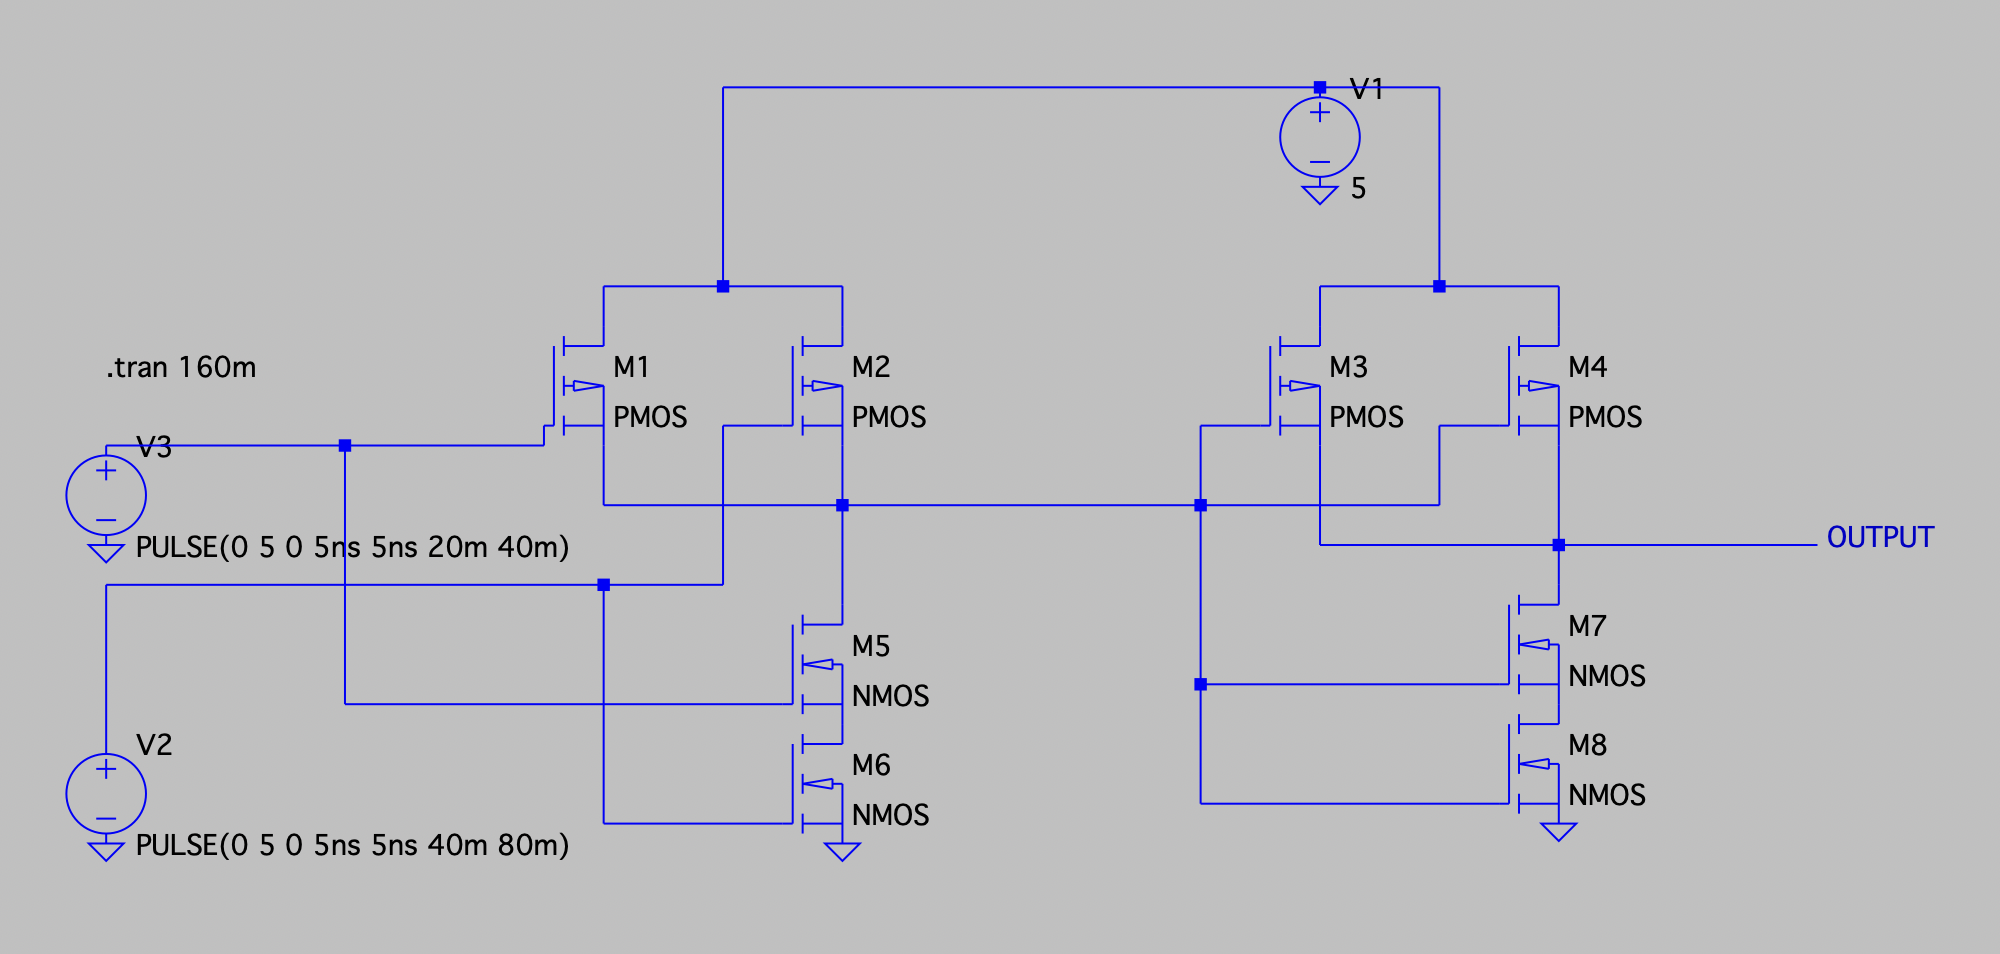 V1
5
.tran 160m
M1
PMOS
M2
PMOS
M3
PMOS
M4
PMOS
V3
PULSE(0 5 0 5ns 5ns 20m 40m)
OUTPUT
M5
NMOS
M7
NMOS
V2
PULSE(0 5 0 5ns 5ns 40m 80m)
M6
NMOS
M8
NMOS